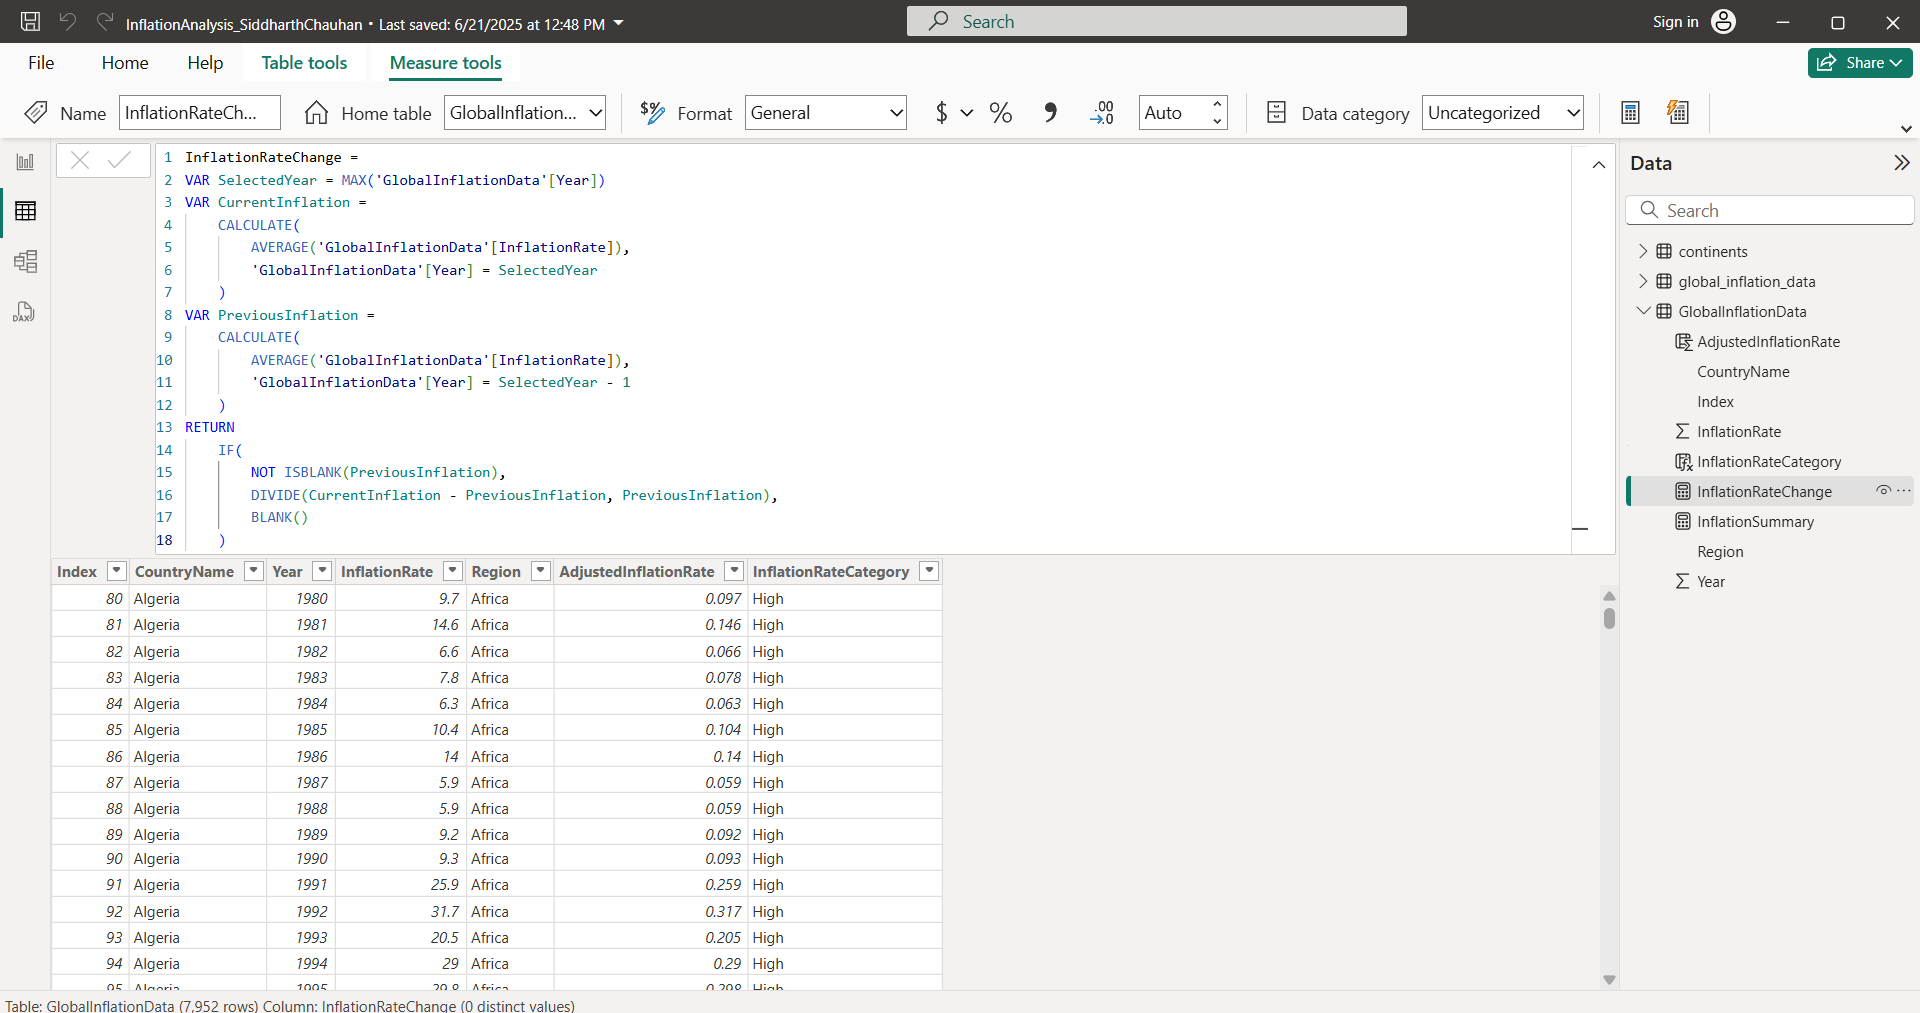 InflationAnalysis_SiddharthChauhan • Last saved: 6/21/2025 at 12:48 PM
Search
Sign in
File Home Help Table tools Measure tools
Share
Name InflationRateCh... Home table GlobalInflation... $% Format General $ % , .00 →.0 Auto Data category Uncategorized
1 InflationRateChange =
2 VAR SelectedYear = MAX('GlobalInflationData'[Year])
3 VAR CurrentInflation =
4 CALCULATE(
5 AVERAGE('GlobalInflationData'[InflationRate]),
6 'GlobalInflationData'[Year] = SelectedYear
7 )
8 VAR PreviousInflation =
9 CALCULATE(
10 AVERAGE('GlobalInflationData'[InflationRate]),
11 'GlobalInflationData'[Year] = SelectedYear - 1
12 )
13 RETURN
14 IF(
15 NOT ISBLANK(PreviousInflation),
16 DIVIDE(CurrentInflation - PreviousInflation, PreviousInflation),
17 BLANK()
18 )
DAX
Index CountryName Year InflationRate Region AdjustedInflationRate InflationRateCategory
80 Algeria 1980 9.7 Africa 0.097 High
81 Algeria 1981 14.6 Africa 0.146 High
82 Algeria 1982 6.6 Africa 0.066 High
83 Algeria 1983 7.8 Africa 0.078 High
84 Algeria 1984 6.3 Africa 0.063 High
85 Algeria 1985 10.4 Africa 0.104 High
86 Algeria 1986 14 Africa 0.14 High
87 Algeria 1987 5.9 Africa 0.059 High
88 Algeria 1988 5.9 Africa 0.059 High
89 Algeria 1989 9.2 Africa 0.092 High
90 Algeria 1990 9.3 Africa 0.093 High
91 Algeria 1991 25.9 Africa 0.259 High
92 Algeria 1992 31.7 Africa 0.317 High
93 Algeria 1993 20.5 Africa 0.205 High
94 Algeria 1994 29 Africa 0.29 High
95 Algeria 1995 29.8 Africa 0.298 High
Data
Search
continents
global_inflation_data
GlobalInflationData
AdjustedInflationRate
CountryName
Index
InflationRate
InflationRateCategory
InflationRateChange
InflationSummary
Region
Year
Table: GlobalInflationData (7,952 rows) Column: InflationRateChange (0 distinct values)